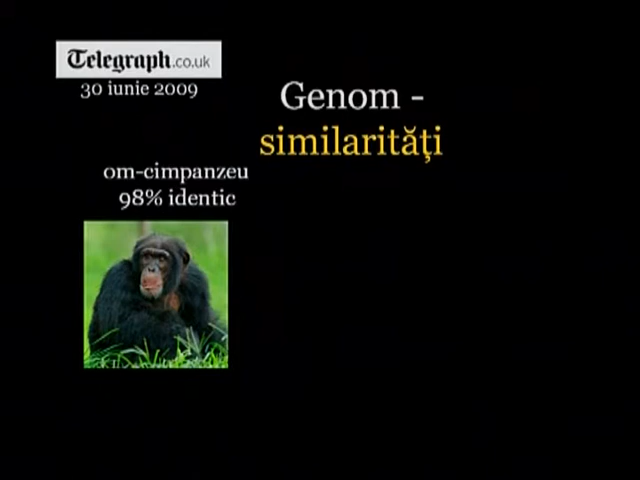 Telegraph.co.uk
30 iunie 2009
Genom -
similarităţi
om-cimpanzeu
98% identic